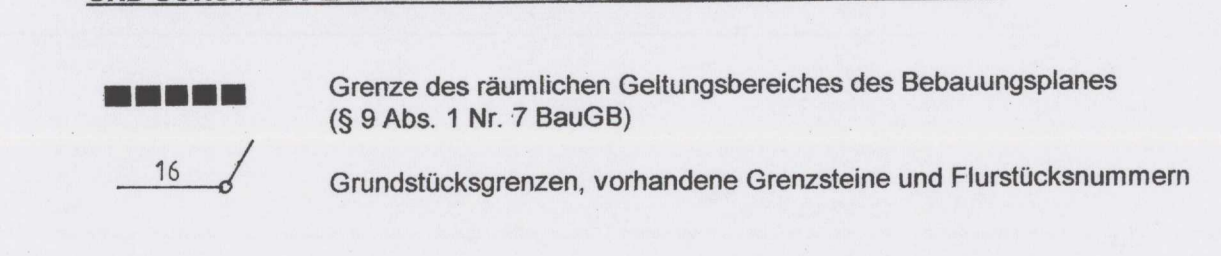 Grenze des räumlichen Geltungsbereiches des Bebauungsplanes
(§ 9 Abs. 1 Nr. 7 BauGB)
16
Grundstücksgrenzen, vorhandene Grenzsteine und Flurstücksnummern